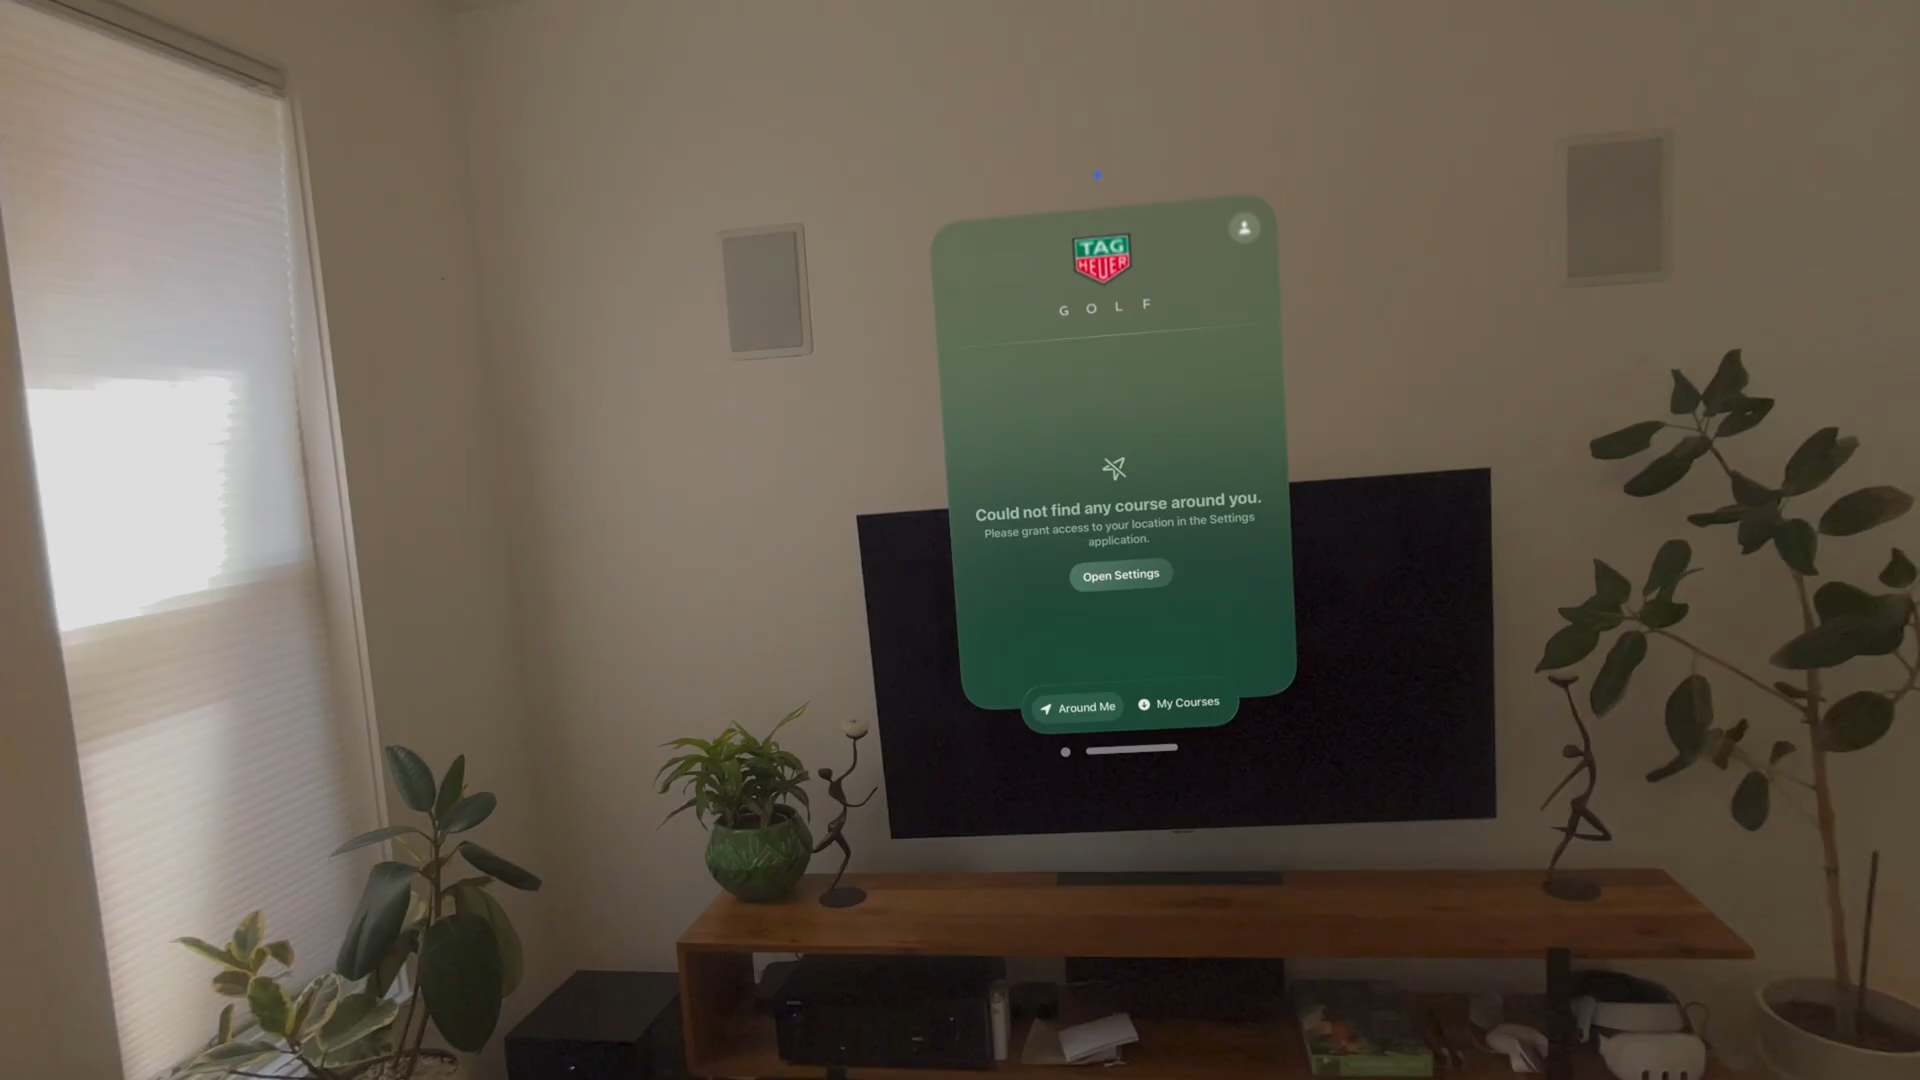 TAG
HEUER
GOLF
Could not find any course around you.
Please grant access to your location in the Settings
application.
Open Settings
Around Me
My Courses